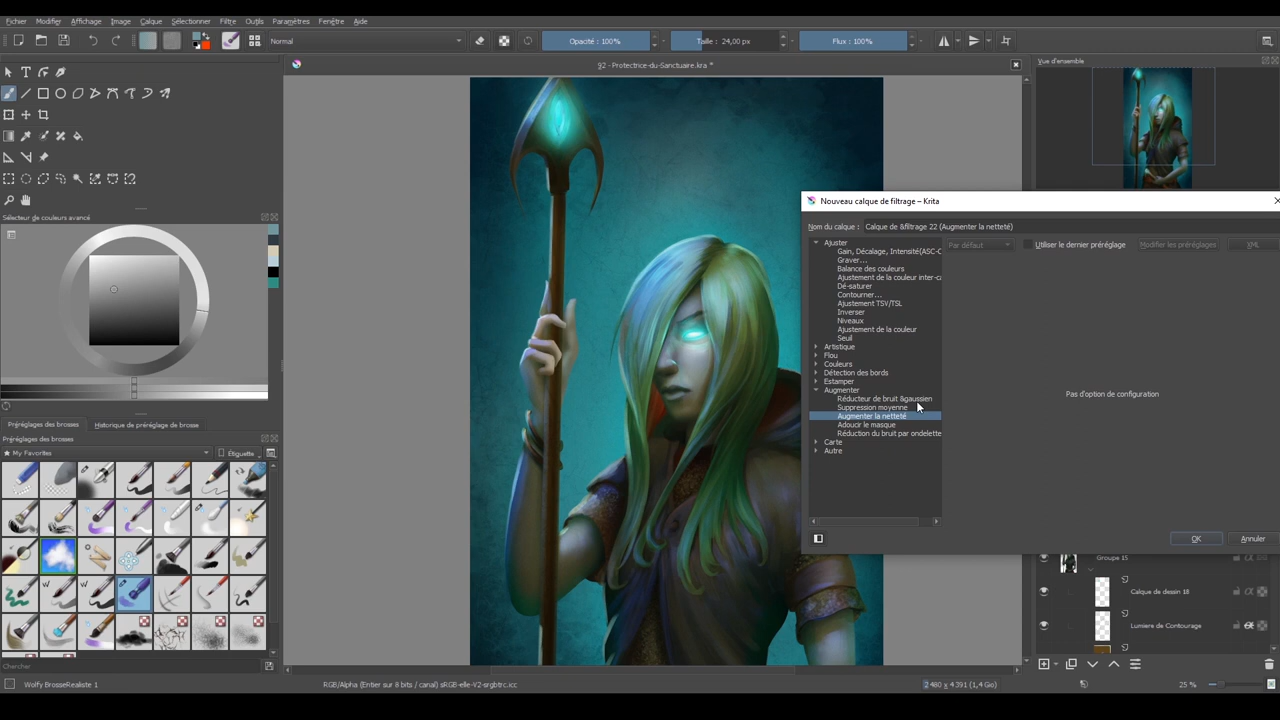 Fichier Modifier Affichage Image Calque Sélectionner Filtre Outils Paramètres Fenêtre Aide
Normal Opacité : 100% Taille : 24,00 px Flux : 100%
92 - Protectrice-du-Sanctuaire.kra *
Vue d'ensemble
Sélecteur de couleurs avancé
Préréglages des brosses Historique de préréglage de brosse
Préréglages des brosses
My Favorites Étiquette
Chercher
Wolfy BrosseRealiste 1
RGB/Alpha (Entier sur 8 bits / canal) sRGB-elle-V2-srgbtrc.icc
2 480 x 4 391 (1,4 Go)
25 %
Nouveau calque de filtrage – Krita
Nom du calque : Calque de &filtrage 22 (Augmenter la netteté)
Par défaut Utiliser le dernier préréglage Modifier les préréglages XML
Ajuster
Gain, Décalage, Intensité(ASC-C
Graver...
Balance des couleurs
Ajustement de la couleur inter-ca
Dé-saturer
Contourner...
Ajustement TSV/TSL
Inverser
Niveaux
Ajustement de la couleur
Seuil
Artistique
Flou
Couleurs
Détection des bords
Estamper
Augmenter
Réducteur de bruit &gaussien
Suppression moyenne
Augmenter la netteté
Adoucir le masque
Réduction du bruit par ondelette
Carte
Autre
Pas d'option de configuration
OK Annuler
Groupe 15
Calque de dessin 18
Lumiere de Contourage